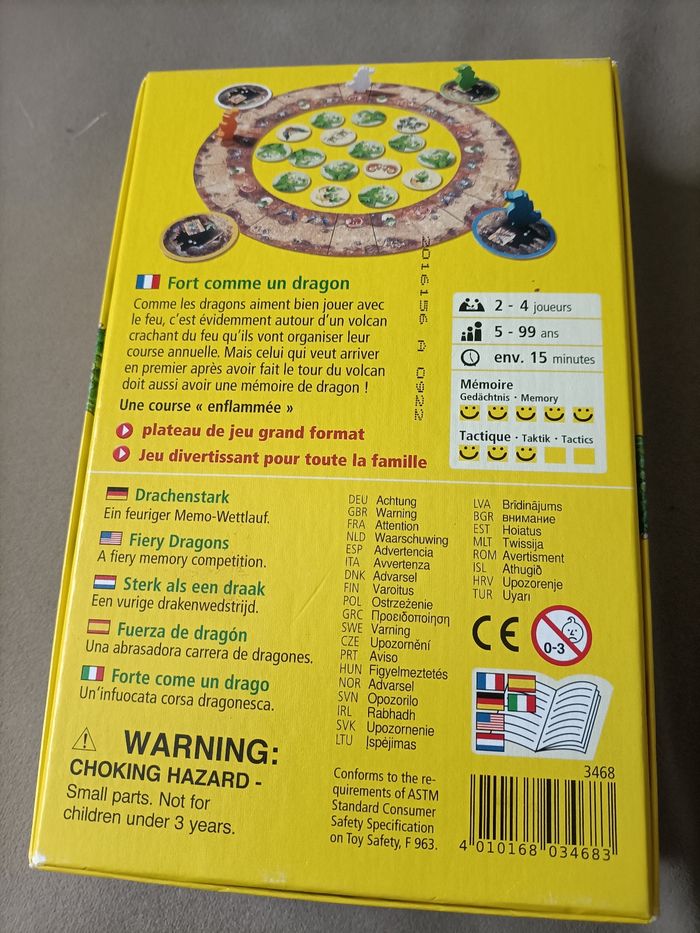 Fort comme un dragon
Comme les dragons aiment bien jouer avec
le feu, c'est évidemment autour d'un volcan
crachant du feu qu'ils vont organiser leur
course annuelle. Mais celui qui veut arriver
en premier après avoir fait le tour du volcan
doit aussi avoir une mémoire de dragon !
Une course « enflammée »
plateau de jeu grand format
Jeu divertissant pour toute la famille
2016156 A 0922
2 - 4 joueurs
5 - 99 ans
env. 15 minutes
Mémoire
Gedächtnis · Memory
Tactique · Taktik · Tactics
Drachenstark
Ein feuriger Memo-Wettlauf.
Fiery Dragons
A fiery memory competition.
Sterk als een draak
Een vurige drakenwedstrijd.
Fuerza de dragón
Una abrasadora carrera de dragones.
Forte come un drago
Un'infuocata corsa dragonesca.
WARNING:
CHOKING HAZARD -
Small parts. Not for
children under 3 years.
DEU Achtung
GBR Warning
FRA Attention
NLD Waarschuwing
ESP Advertencia
ITA Avvertenza
DNK Advarsel
FIN Varoitus
POL Ostrzeżenie
GRC Προειδοποίηση
SWE Varning
CZE Upozornění
PRT Aviso
HUN Figyelmeztetés
NOR Advarsel
SVN Opozorilo
IRL Rabhadh
SVK Upozornenie
LTU Įspėjimas
LVA Brīdinājums
BGR внимание
EST Hoiatus
MLT Twissija
ROM Avertisment
ISL Athugið
HRV Upozorenje
TUR Uyarı
CE
0-3
Conforms to the re-
quirements of ASTM
Standard Consumer
Safety Specification
on Toy Safety, F 963.
3468
4 010168 034683